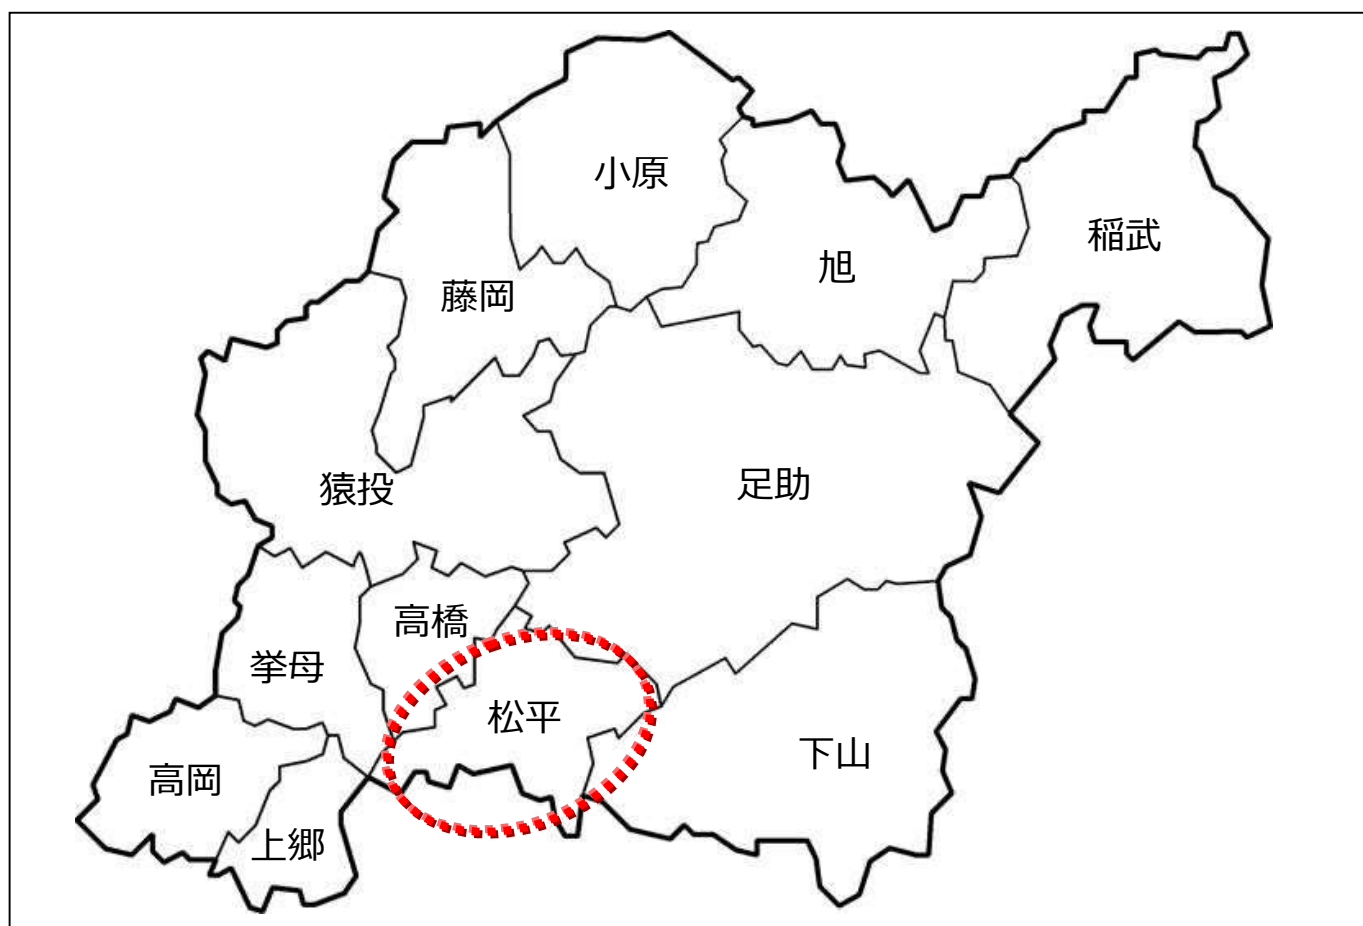 小原
稲武
旭
藤岡
足助
猿投
高橋
挙母
松平
下山
高岡
上郷